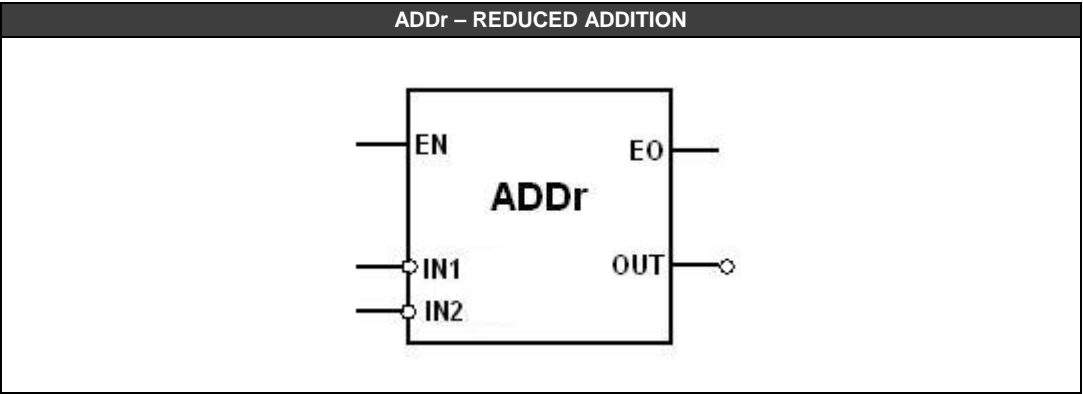 ADDr – REDUCED ADDITION
EN
EO
ADDr
IN1
OUT
IN2